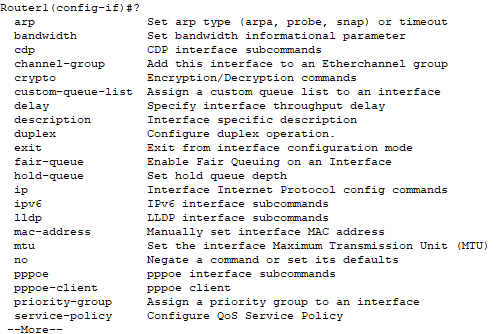 Router1(config-if)#?
arp Set arp type (arpa, probe, snap) or timeout
bandwidth Set bandwidth informational parameter
cdp CDP interface subcommands
channel-group Add this interface to an Etherchannel group
crypto Encryption/Decryption commands
custom-queue-list Assign a custom queue list to an interface
delay Specify interface throughput delay
description Interface specific description
duplex Configure duplex operation.
exit Exit from interface configuration mode
fair-queue Enable Fair Queuing on an Interface
hold-queue Set hold queue depth
ip Interface Internet Protocol config commands
ipv6 IPv6 interface subcommands
lldp LLDP interface subcommands
mac-address Manually set interface MAC address
mtu Set the interface Maximum Transmission Unit (MTU)
no Negate a command or set its defaults
pppoe pppoe interface subcommands
pppoe-client pppoe client
priority-group Assign a priority group to an interface
service-policy Configure QoS Service Policy
--More--